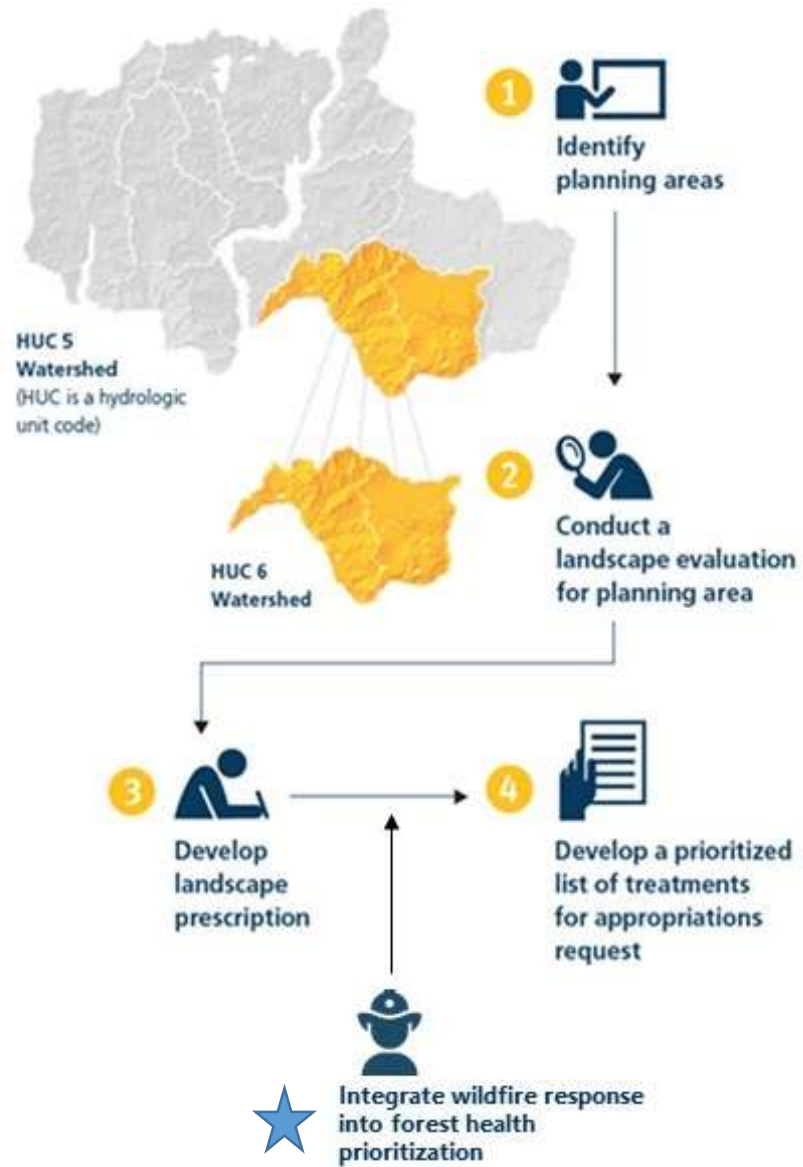 1
Identify
planning areas
HUC 5
Watershed
(HUC is a hydrologic
unit code)
2
Conduct a
landscape evaluation
for planning area
HUC 6
Watershed
3
Develop
landscape
prescription
4
Develop a prioritized
list of treatments
for appropriations
request
Integrate wildfire response
into forest health
prioritization